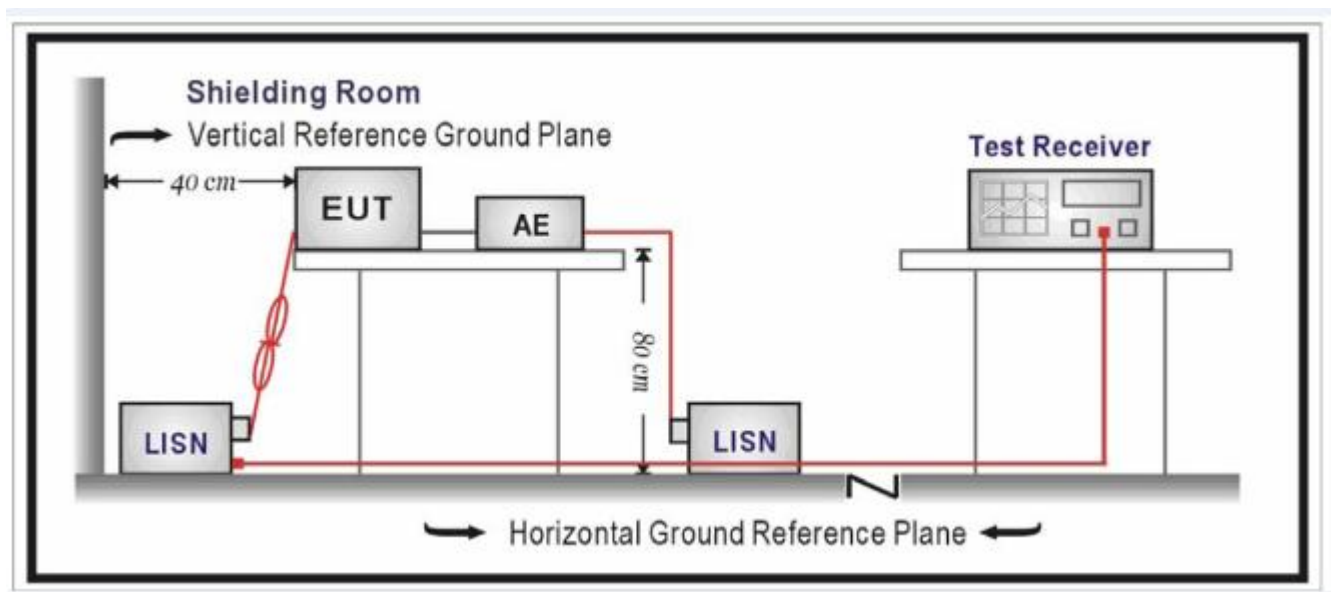 Shielding Room
Vertical Reference Ground Plane
Test Receiver
40 cm
EUT
AE
80 cm
LISN
LISN
Horizontal Ground Reference Plane